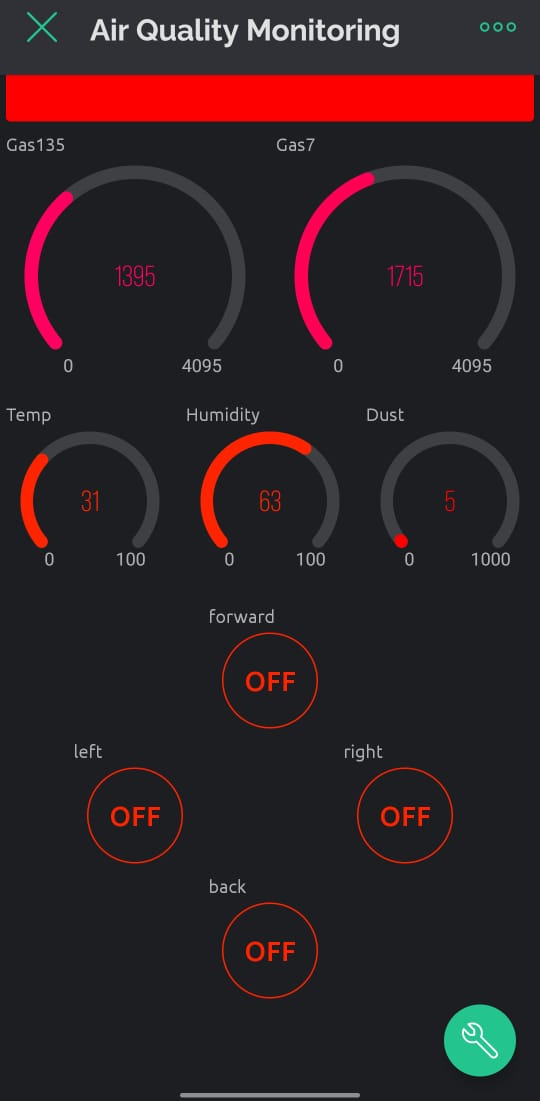 Air Quality Monitoring
Gas135 Gas7
1395 1715
0 4095 0 4095
Temp Humidity Dust
31 63 5
0 100 0 100 0 1000
forward
OFF
left right
OFF OFF
back
OFF